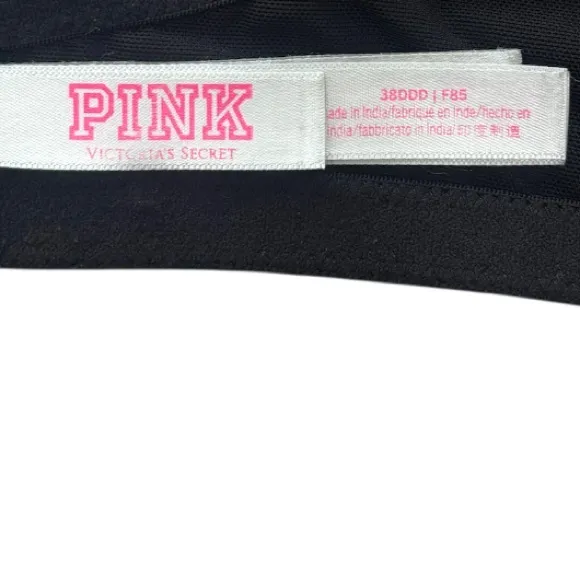 PINK
VICTORIA'S SECRET
38DDD | F85
ade in India/fabriqué en Inde/hecho en
India/fabbricato in India/印度制造